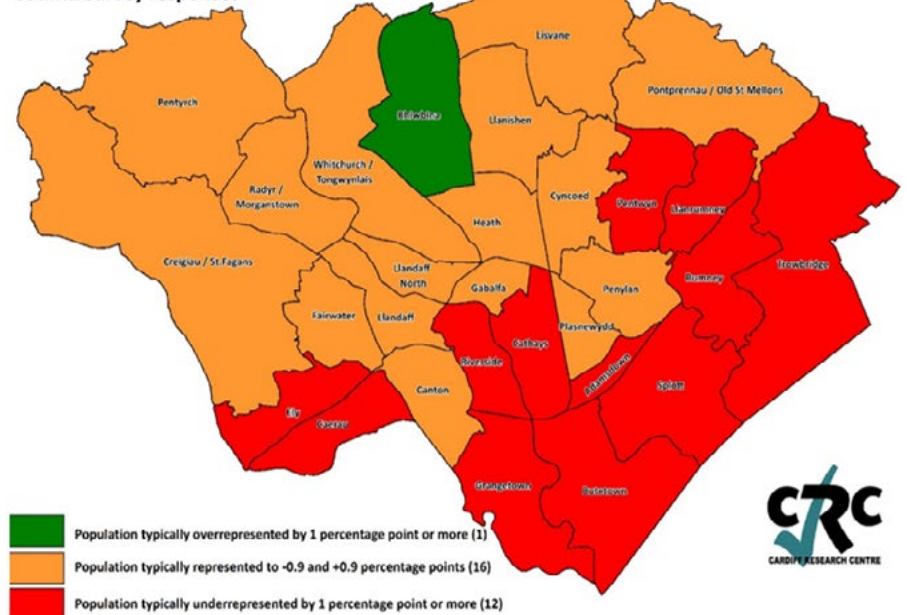 Lisvane
Pentyrch
Pontprennau / Old St Mellons
Rhiwbina
Llanishen
Whitchurch /
Tongwynlais
Radyr /
Morganstown
Cyncoed
Pentwyn
Llanrumney
Heath
Creigiau / St.Fagans
Llandaff
North
Trowbridge
Rumney
Gabalfa
Penylan
Fairwater
Llandaff
Plasnewydd
Cathays
Riverside
Adamsdown
Splott
Canton
Ely
Caerau
Grangetown
Butetown
CRC
CARDIFF RESEARCH CENTRE
Population typically overrepresented by 1 percentage point or more (1)
Population typically represented to -0.9 and +0.9 percentage points (16)
Population typically underrepresented by 1 percentage point or more (12)